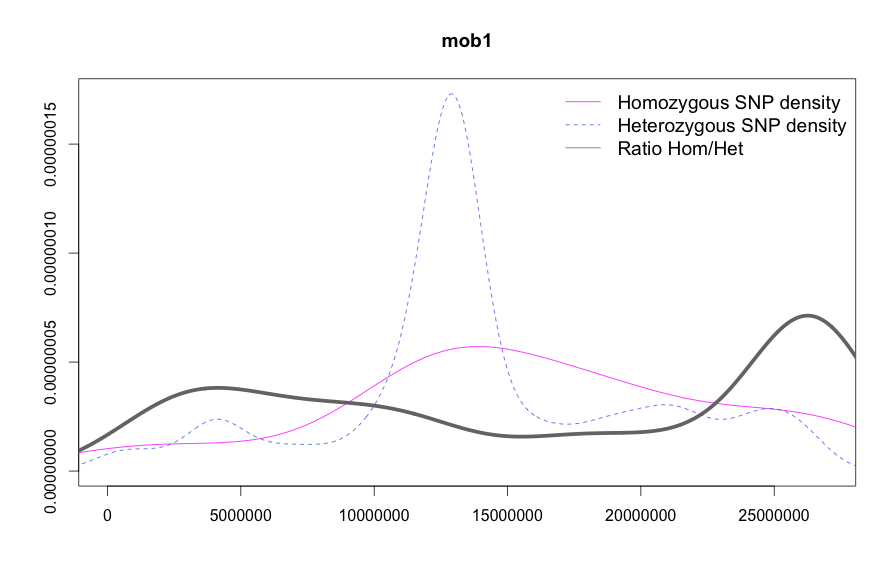 mob1
Homozygous SNP density
Heterozygous SNP density
Ratio Hom/Het
0.00000015
0.00000010
0.00000005
0.00000000
0 5000000 10000000 15000000 20000000 25000000